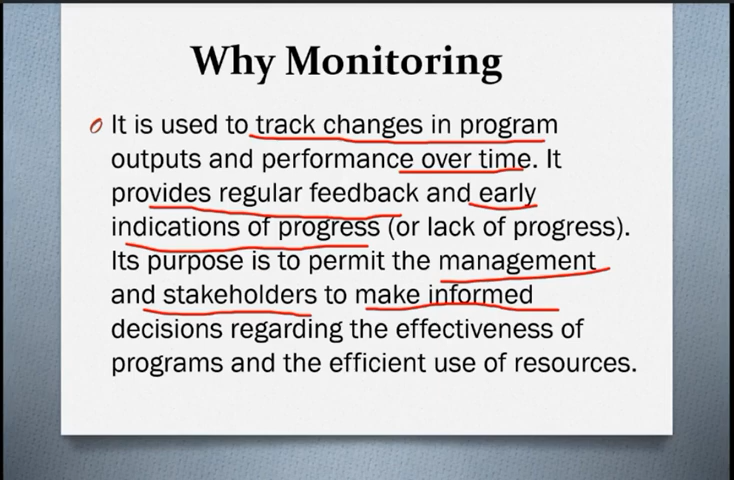 Why Monitoring
It is used to track changes in program
outputs and performance over time. It
provides regular feedback and early
indications of progress (or lack of progress).
Its purpose is to permit the management
and stakeholders to make informed
decisions regarding the effectiveness of
programs and the efficient use of resources.